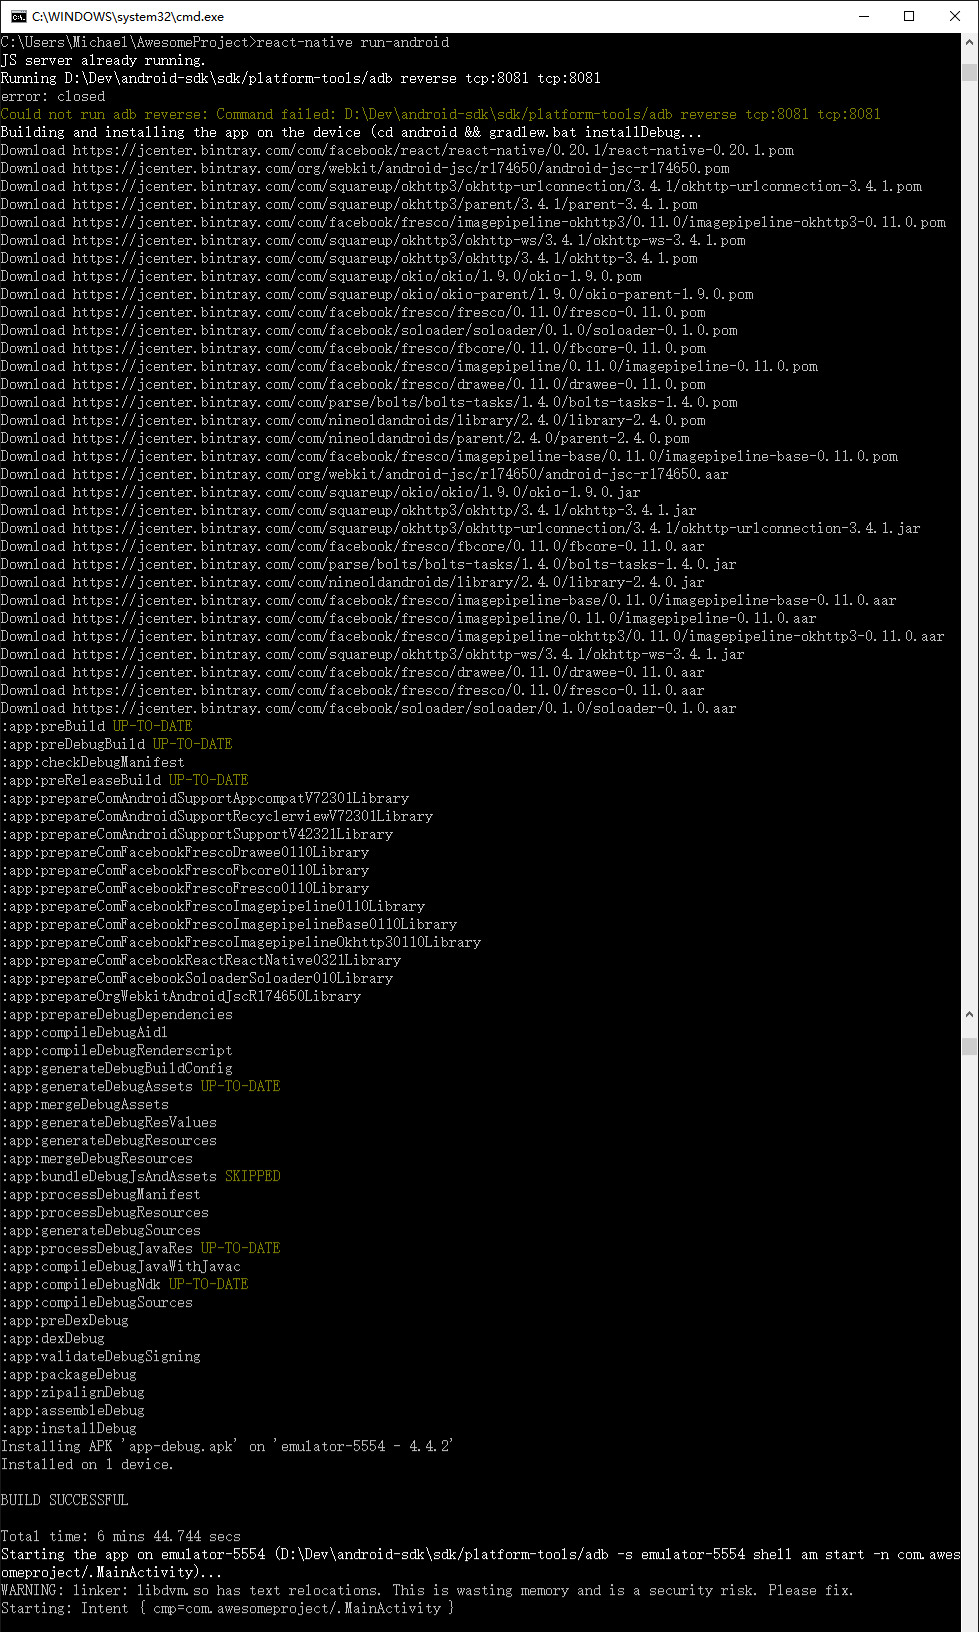 C:\WINDOWS\system32\cmd.exe
C:\Users\Michael\AwesomeProject>react-native run-android
JS server already running.
Running D:\Dev\android-sdk\sdk/platform-tools/adb reverse tcp:8081 tcp:8081
error: closed
Could not run adb reverse: Command failed: D:\Dev\android-sdk\sdk/platform-tools/adb reverse tcp:8081 tcp:8081
Building and installing the app on the device (cd android && gradlew.bat installDebug...
Download https://jcenter.bintray.com/com/facebook/react/react-native/0.20.1/react-native-0.20.1.pom
Download https://jcenter.bintray.com/org/webkit/android-jsc/r174650/android-jsc-r174650.pom
Download https://jcenter.bintray.com/com/squareup/okhttp3/okhttp-urlconnection/3.4.1/okhttp-urlconnection-3.4.1.pom
Download https://jcenter.bintray.com/com/squareup/okhttp3/parent/3.4.1/parent-3.4.1.pom
Download https://jcenter.bintray.com/com/facebook/fresco/imagepipeline-okhttp3/0.11.0/imagepipeline-okhttp3-0.11.0.pom
Download https://jcenter.bintray.com/com/squareup/okhttp3/okhttp-ws/3.4.1/okhttp-ws-3.4.1.pom
Download https://jcenter.bintray.com/com/squareup/okhttp3/okhttp/3.4.1/okhttp-3.4.1.pom
Download https://jcenter.bintray.com/com/squareup/okio/okio/1.9.0/okio-1.9.0.pom
Download https://jcenter.bintray.com/com/squareup/okio/okio-parent/1.9.0/okio-parent-1.9.0.pom
Download https://jcenter.bintray.com/com/facebook/fresco/fresco/0.11.0/fresco-0.11.0.pom
Download https://jcenter.bintray.com/com/facebook/soloader/soloader/0.1.0/soloader-0.1.0.pom
Download https://jcenter.bintray.com/com/facebook/fresco/fbcore/0.11.0/fbcore-0.11.0.pom
Download https://jcenter.bintray.com/com/facebook/fresco/imagepipeline/0.11.0/imagepipeline-0.11.0.pom
Download https://jcenter.bintray.com/com/facebook/fresco/drawee/0.11.0/drawee-0.11.0.pom
Download https://jcenter.bintray.com/com/parse/bolts/bolts-tasks/1.4.0/bolts-tasks-1.4.0.pom
Download https://jcenter.bintray.com/com/nineoldandroids/library/2.4.0/library-2.4.0.pom
Download https://jcenter.bintray.com/com/nineoldandroids/parent/2.4.0/parent-2.4.0.pom
Download https://jcenter.bintray.com/com/facebook/fresco/imagepipeline-base/0.11.0/imagepipeline-base-0.11.0.pom
Download https://jcenter.bintray.com/org/webkit/android-jsc/r174650/android-jsc-r174650.aar
Download https://jcenter.bintray.com/com/squareup/okio/okio/1.9.0/okio-1.9.0.jar
Download https://jcenter.bintray.com/com/squareup/okhttp3/okhttp/3.4.1/okhttp-3.4.1.jar
Download https://jcenter.bintray.com/com/squareup/okhttp3/okhttp-urlconnection/3.4.1/okhttp-urlconnection-3.4.1.jar
Download https://jcenter.bintray.com/com/facebook/fresco/fbcore/0.11.0/fbcore-0.11.0.aar
Download https://jcenter.bintray.com/com/parse/bolts/bolts-tasks/1.4.0/bolts-tasks-1.4.0.jar
Download https://jcenter.bintray.com/com/nineoldandroids/library/2.4.0/library-2.4.0.jar
Download https://jcenter.bintray.com/com/facebook/fresco/imagepipeline-base/0.11.0/imagepipeline-base-0.11.0.aar
Download https://jcenter.bintray.com/com/facebook/fresco/imagepipeline/0.11.0/imagepipeline-0.11.0.aar
Download https://jcenter.bintray.com/com/facebook/fresco/imagepipeline-okhttp3/0.11.0/imagepipeline-okhttp3-0.11.0.aar
Download https://jcenter.bintray.com/com/squareup/okhttp3/okhttp-ws/3.4.1/okhttp-ws-3.4.1.jar
Download https://jcenter.bintray.com/com/facebook/fresco/drawee/0.11.0/drawee-0.11.0.aar
Download https://jcenter.bintray.com/com/facebook/fresco/fresco/0.11.0/fresco-0.11.0.aar
Download https://jcenter.bintray.com/com/facebook/soloader/soloader/0.1.0/soloader-0.1.0.aar
:app:preBuild UP-TO-DATE
:app:preDebugBuild UP-TO-DATE
:app:checkDebugManifest
:app:preReleaseBuild UP-TO-DATE
:app:prepareComAndroidSupportAppcompatV72301Library
:app:prepareComAndroidSupportRecyclerviewV72301Library
:app:prepareComAndroidSupportSupportV42321Library
:app:prepareComFacebookFrescoDrawee0110Library
:app:prepareComFacebookFrescoFbcore0110Library
:app:prepareComFacebookFrescoFresco0110Library
:app:prepareComFacebookFrescoImagepipeline0110Library
:app:prepareComFacebookFrescoImagepipelineBase0110Library
:app:prepareComFacebookFrescoImagepipelineOkhttp30110Library
:app:prepareComFacebookReactReactNative0321Library
:app:prepareComFacebookSoloaderSoloader010Library
:app:prepareOrgWebkitAndroidJscR174650Library
:app:prepareDebugDependencies
:app:compileDebugAidl
:app:compileDebugRenderscript
:app:generateDebugBuildConfig
:app:generateDebugAssets UP-TO-DATE
:app:mergeDebugAssets
:app:generateDebugResValues
:app:generateDebugResources
:app:mergeDebugResources
:app:bundleDebugJsAndAssets SKIPPED
:app:processDebugManifest
:app:processDebugResources
:app:generateDebugSources
:app:processDebugJavaRes UP-TO-DATE
:app:compileDebugJavaWithJavac
:app:compileDebugNdk UP-TO-DATE
:app:compileDebugSources
:app:preDexDebug
:app:dexDebug
:app:validateDebugSigning
:app:packageDebug
:app:zipalignDebug
:app:assembleDebug
:app:installDebug
Installing APK 'app-debug.apk' on 'emulator-5554 - 4.4.2'
Installed on 1 device.
BUILD SUCCESSFUL
Total time: 6 mins 44.744 secs
Starting the app on emulator-5554 (D:\Dev\android-sdk\sdk/platform-tools/adb -s emulator-5554 shell am start -n com.awes
omeproject/.MainActivity)...
WARNING: linker: libdvm.so has text relocations. This is wasting memory and is a security risk. Please fix.
Starting: Intent { cmp=com.awesomeproject/.MainActivity }